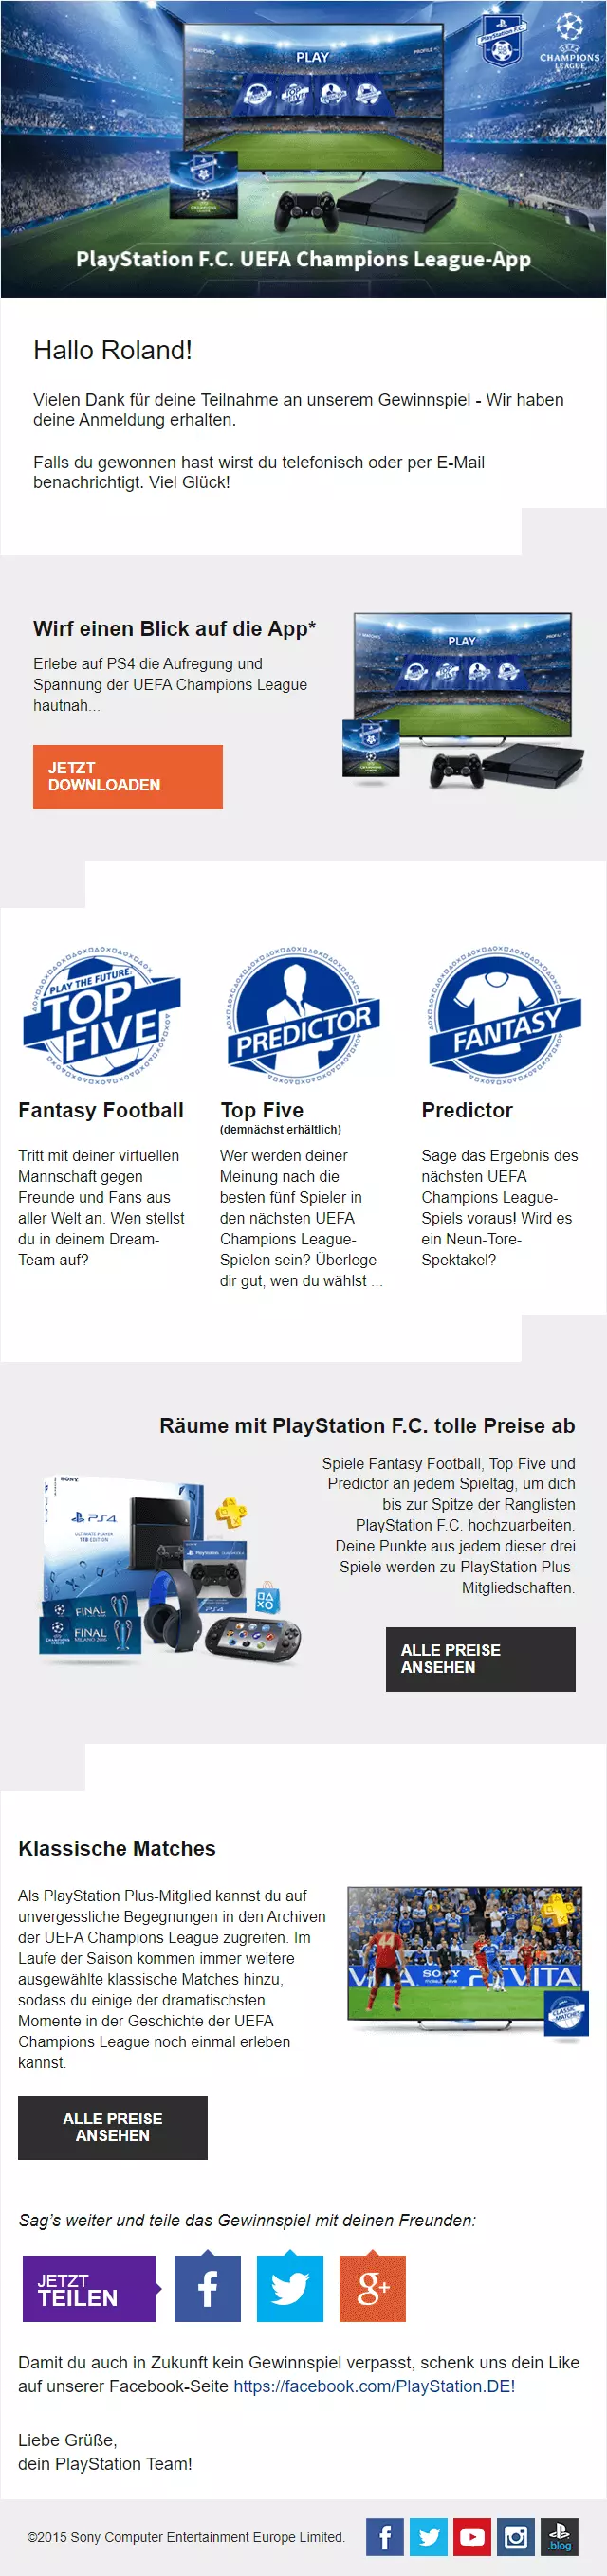 PlayStation F.C.
UEFA
CHAMPIONS
LEAGUE
MATCHES
PLAY
PROFILE
TOP
FIVE
PlayStation F.C. UEFA Champions League-App
Hallo Roland!
Vielen Dank für deine Teilnahme an unserem Gewinnspiel - Wir haben
deine Anmeldung erhalten.
Falls du gewonnen hast wirst du telefonisch oder per E-Mail
benachrichtigt. Viel Glück!
Wirf einen Blick auf die App*
Erlebe auf PS4 die Aufregung und
Spannung der UEFA Champions League
hautnah...
JETZT
DOWNLOADEN
PLAY
PLAY THE FUTURE:
TOP
FIVE
PREDICTOR
FANTASY
Fantasy Football
Tritt mit deiner virtuellen
Mannschaft gegen
Freunde und Fans aus
aller Welt an. Wen stellst
du in deinem Dream-
Team auf?
Top Five
(demnächst erhältlich)
Wer werden deiner
Meinung nach die
besten fünf Spieler in
den nächsten UEFA
Champions League-
Spielen sein? Überlege
dir gut, wen du wählst ...
Predictor
Sage das Ergebnis des
nächsten UEFA
Champions League-
Spiels voraus! Wird es
ein Neun-Tore-
Spektakel?
Räume mit PlayStation F.C. tolle Preise ab
Spiele Fantasy Football, Top Five und
Predictor an jedem Spieltag, um dich
bis zur Spitze der Ranglisten
PlayStation F.C. hochzuarbeiten.
Deine Punkte aus jedem dieser drei
Spiele werden zu PlayStation Plus-
Mitgliedschaften.
SONY
PS4
ULTIMATE PLAYER
1TB EDITION
PS4
FINAL
FINAL
MILANO 2016
ALLE PREISE
ANSEHEN
Klassische Matches
Als PlayStation Plus-Mitglied kannst du auf
unvergessliche Begegnungen in den Archiven
der UEFA Champions League zugreifen. Im
Laufe der Saison kommen immer weitere
ausgewählte klassische Matches hinzu,
sodass du einige der dramatischsten
Momente in der Geschichte der UEFA
Champions League noch einmal erleben
kannst.
44
SONY
VITA
CLASSIC
MATCHES
ALLE PREISE
ANSEHEN
Sag's weiter und teile das Gewinnspiel mit deinen Freunden:
JETZT
TEILEN
f
g+
Damit du auch in Zukunft kein Gewinnspiel verpasst, schenk uns dein Like
auf unserer Facebook-Seite https://facebook.com/PlayStation.DE!
Liebe Grüße,
dein PlayStation Team!
©2015 Sony Computer Entertainment Europe Limited.
f
.blog